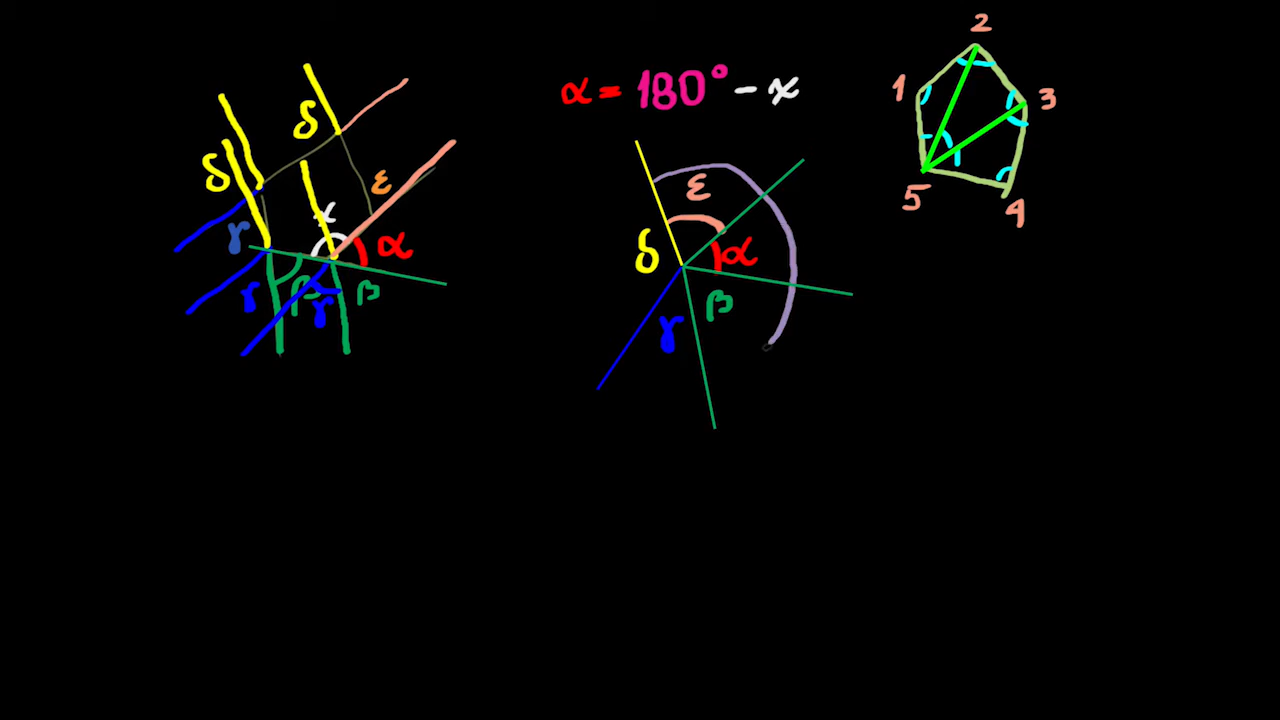 α = 180° - x
2
1
3
5
4
δ
δ
γ
x
ε
α
γ
β
γ
β
ε
δ
α
β
γ